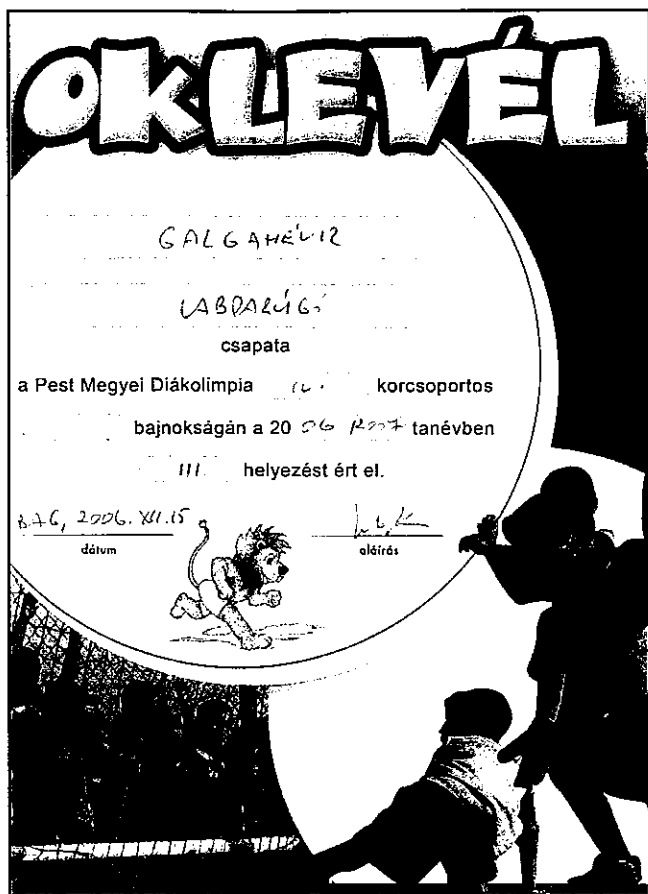 OKLEVÉL
GALGAHÉVIZ
LABDARÚGÓ
csapata
a Pest Megyei Diákolimpia IV. korcsoportos
bajnokságán a 20 06 /2007 tanévben
III. helyezést ért el.
BAG, 2006. XII. 15
dátum aláírás